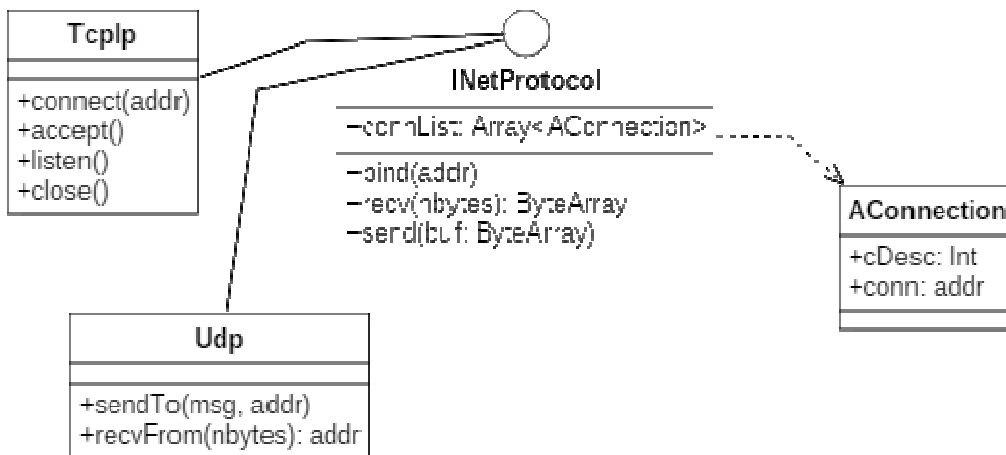 TcpIp
+connect(addr)
+accept()
+listen()
+close()
INetProtocol
+connList: Array<AConnection>
+bind(addr)
+recv(nbytes): ByteArray
+send(buf: ByteArray)
AConnection
+cDesc: Int
+conn: addr
Udp
+sendTo(msg, addr)
+recvFrom(nbytes): addr